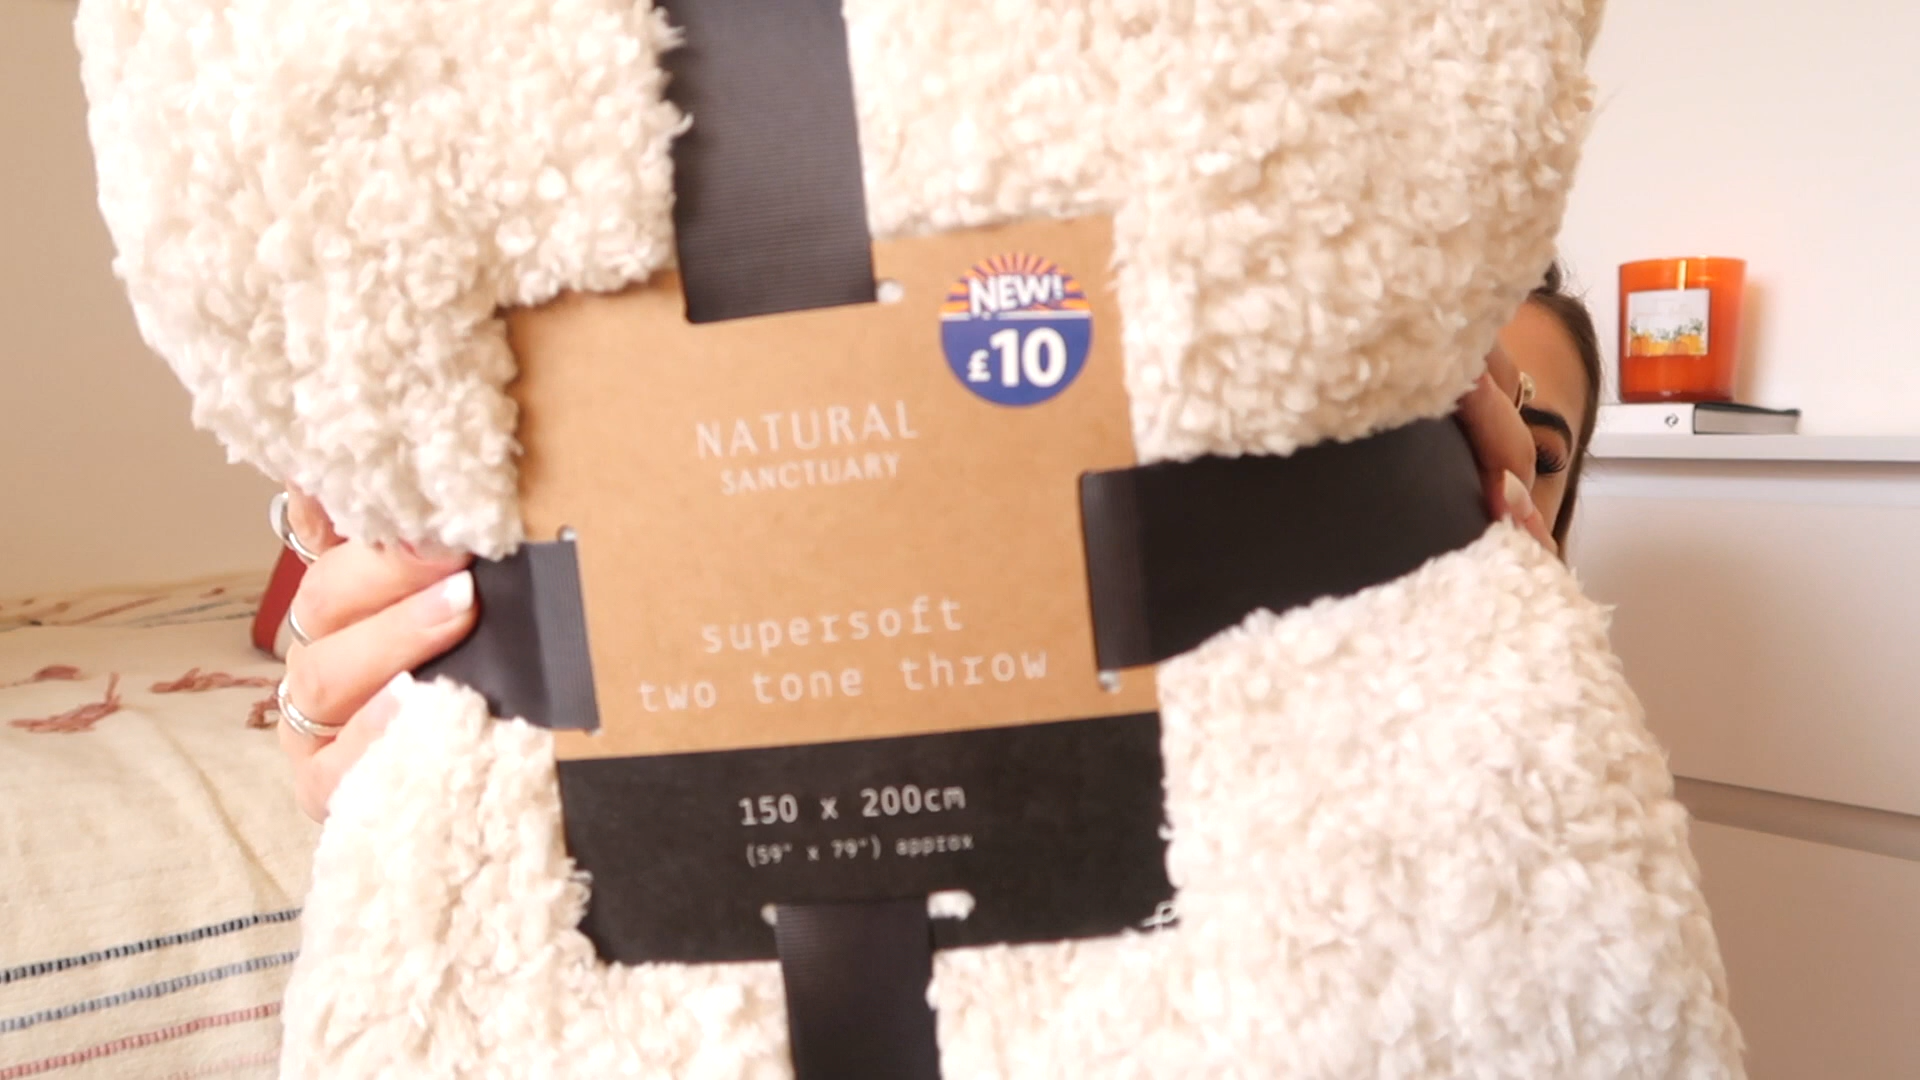 NEW!
£10
NATURAL
SANCTUARY
supersoft
two tone throw
150 x 200cm
(59" x 79") approx